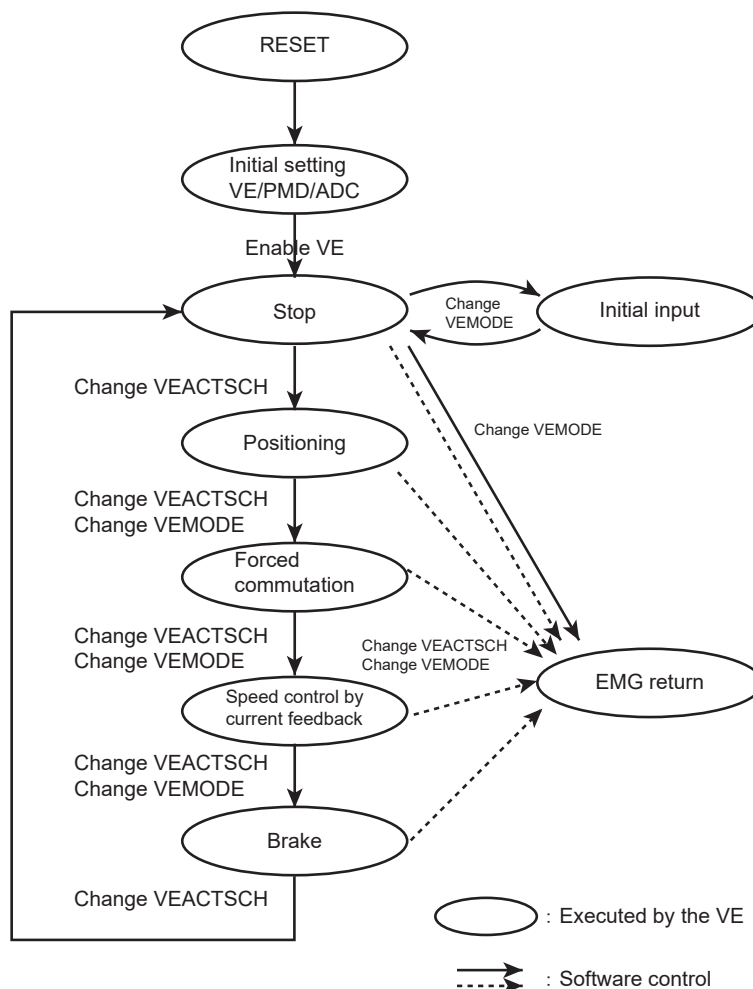 RESET
Initial setting
VE/PMD/ADC
Enable VE
Stop
Change
VEMODE
Initial input
Change VEACTSCH
Change VEMODE
Positioning
Change VEACTSCH
Change VEMODE
Forced
commutation
Change VEACTSCH
Change VEMODE
Change VEACTSCH
Change VEMODE
EMG return
Speed control by
current feedback
Change VEACTSCH
Change VEMODE
Brake
Change VEACTSCH
: Executed by the VE
: Software control